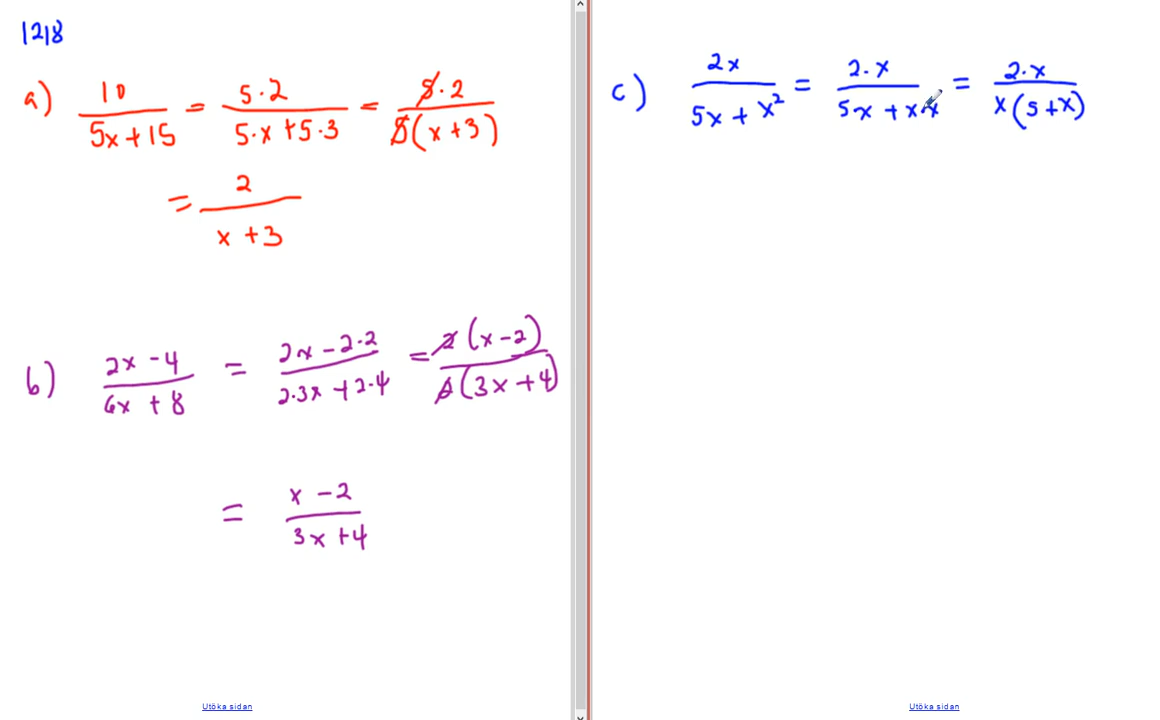 1218
a) 10/(5x+15) = (5·2)/(5·x+5·3) = (5·2)/(5(x+3))
= 2/(x+3)
b) (2x-4)/(6x+8) = (2x-2·2)/(2·3x+2·4) = (2(x-2))/(2(3x+4))
= (x-2)/(3x+4)
Utöka sidan
c) 2x/(5x+x²) = (2·x)/(5x+x·x) = (2·x)/(x(5+x))
Utöka sidan